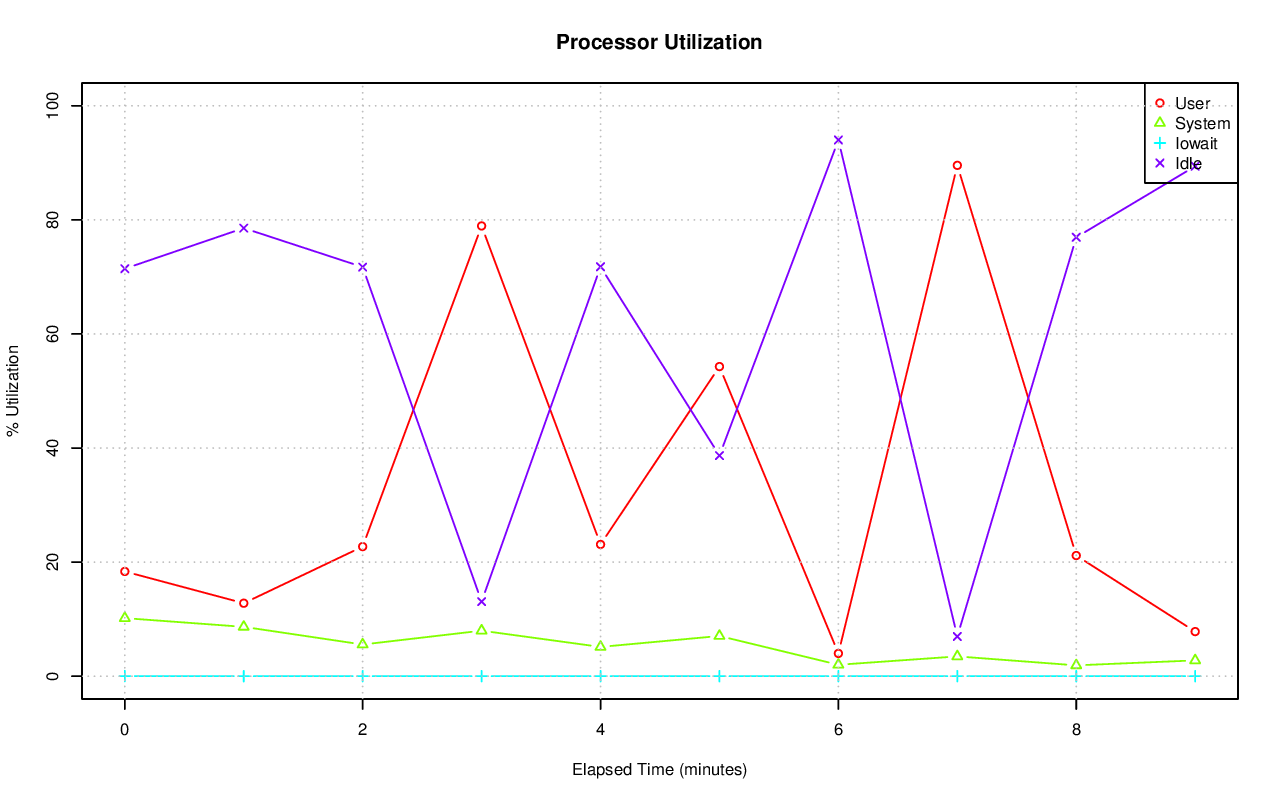 Processor Utilization
% Utilization
100
80
60
40
20
0
User
System
Iowait
Idle
0 2 4 6 8
Elapsed Time (minutes)